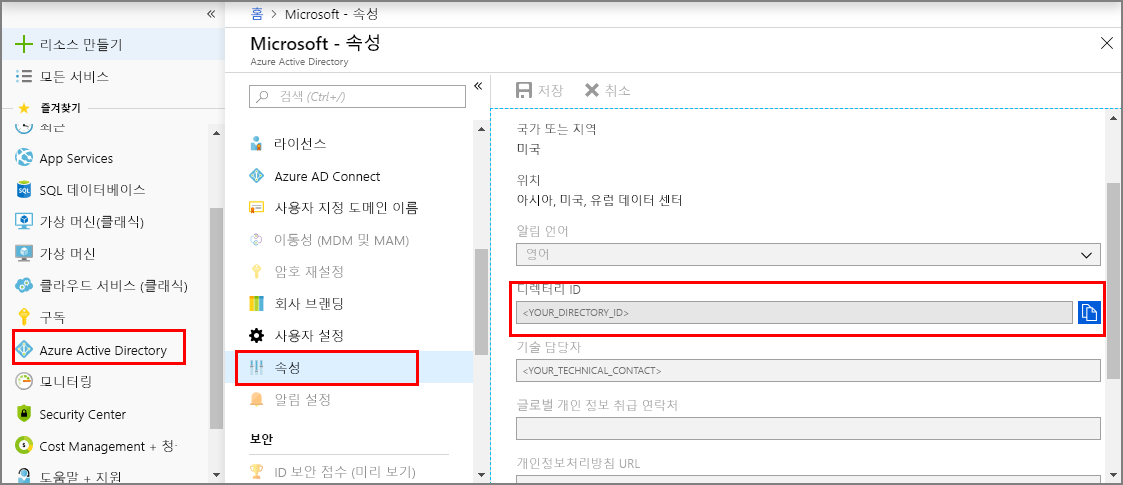 «
리소스 만들기
모든 서비스
즐겨찾기
최근
App Services
SQL 데이터베이스
가상 머신(클래식)
가상 머신
클라우드 서비스 (클래식)
구독
Azure Active Directory
모니터링
Security Center
Cost Management + 청·
도움말 + 지원
홈 > Microsoft - 속성
Microsoft - 속성
Azure Active Directory
검색 (Ctrl+/)
«
라이선스
Azure AD Connect
사용자 지정 도메인 이름
이동성 (MDM 및 MAM)
암호 재설정
회사 브랜딩
사용자 설정
속성
알림 설정
보안
ID 보안 점수 (미리 보기)
저장
취소
국가 또는 지역
미국
위치
아시아, 미국, 유럽 데이터 센터
알림 언어
영어
디렉터리 ID
<YOUR_DIRECTORY_ID>
기술 담당자
<YOUR_TECHNICAL_CONTACT>
글로벌 개인 정보 취급 연락처
개인정보처리방침 URL